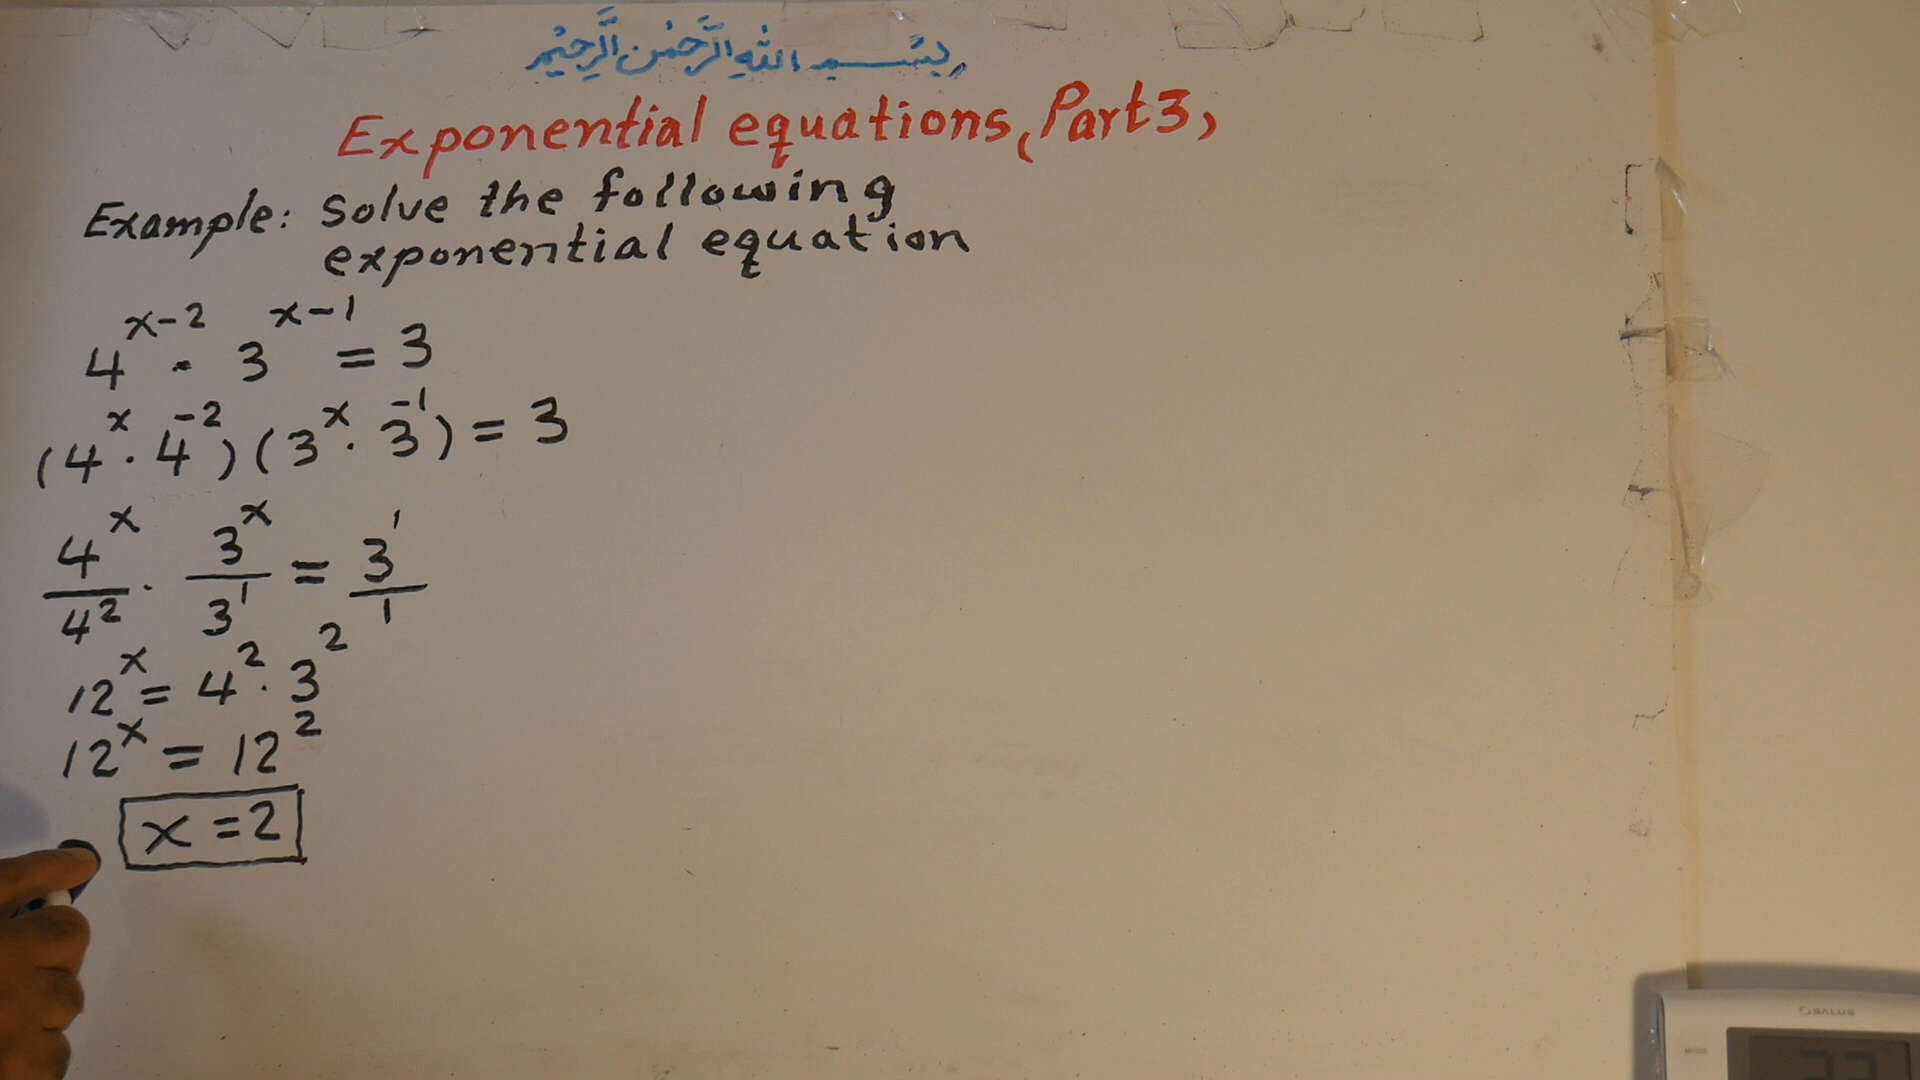 بِسْمِ اللهِ الرَّحْمٰنِ الرَّحِيْمِ
Exponential equations, Part 3,
Example: Solve the following
exponential equation
4^(x-2) · 3^(x-1) = 3
(4^x · 4^-2)(3^x · 3^-1) = 3
4^x/4^2 · 3^x/3^1 = 3^1/1
12^x = 4^2 · 3^2
12^x = 12^2
x = 2
SALUS
MODE